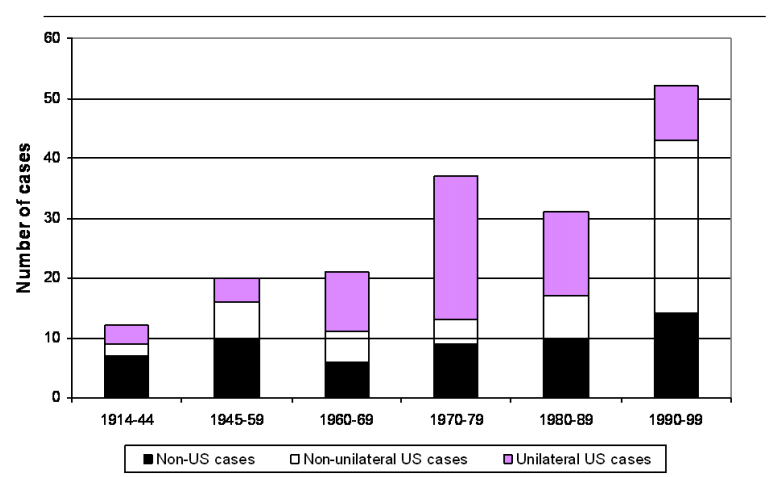 60
50
40
30
20
10
0
Number of cases
1914-44 1945-59 1960-69 1970-79 1980-89 1990-99
Non-US cases Non-unilateral US cases Unilateral US cases